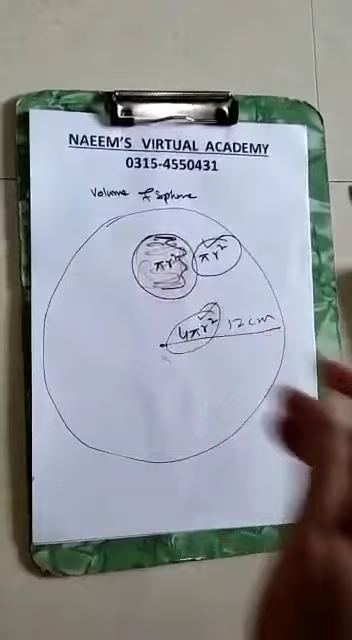 NAEEM'S VIRTUAL ACADEMY
0315-4550431
Volume of Sphere
πr² πr²
4πr² 12cm